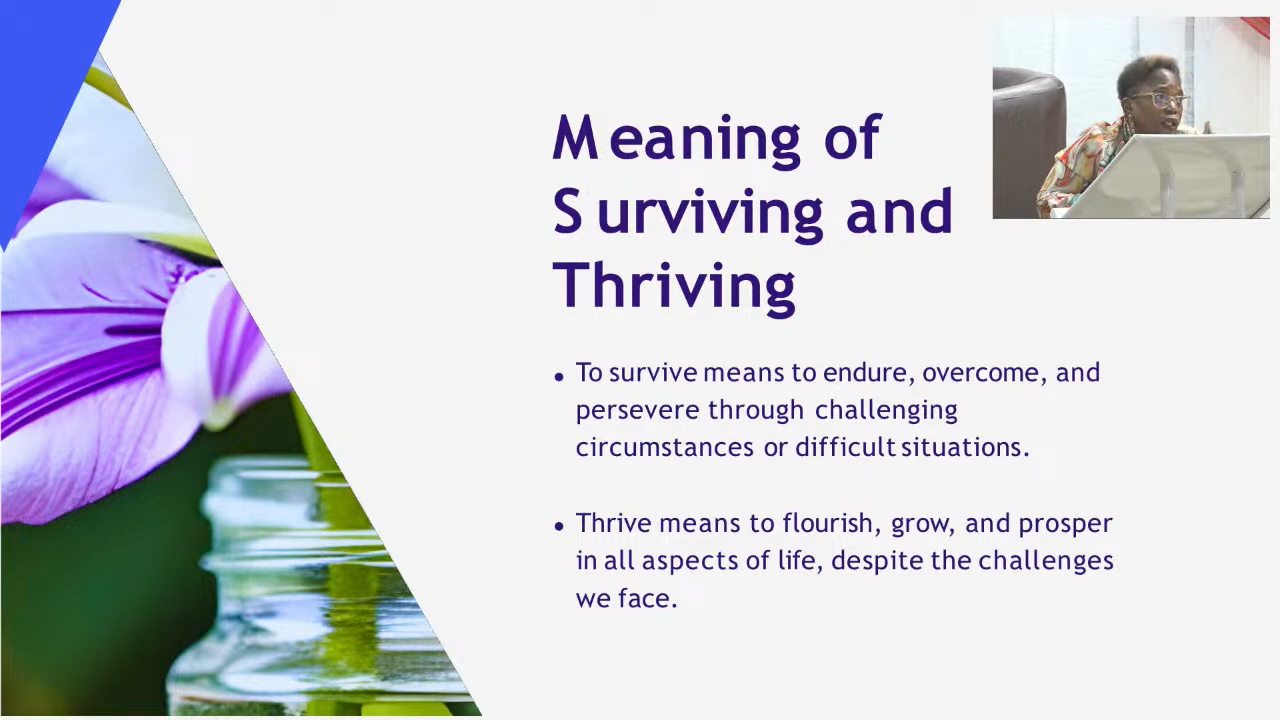 Meaning of
Surviving and
Thriving
• To survive means to endure, overcome, and
persevere through challenging
circumstances or difficult situations.
• Thrive means to flourish, grow, and prosper
in all aspects of life, despite the challenges
we face.